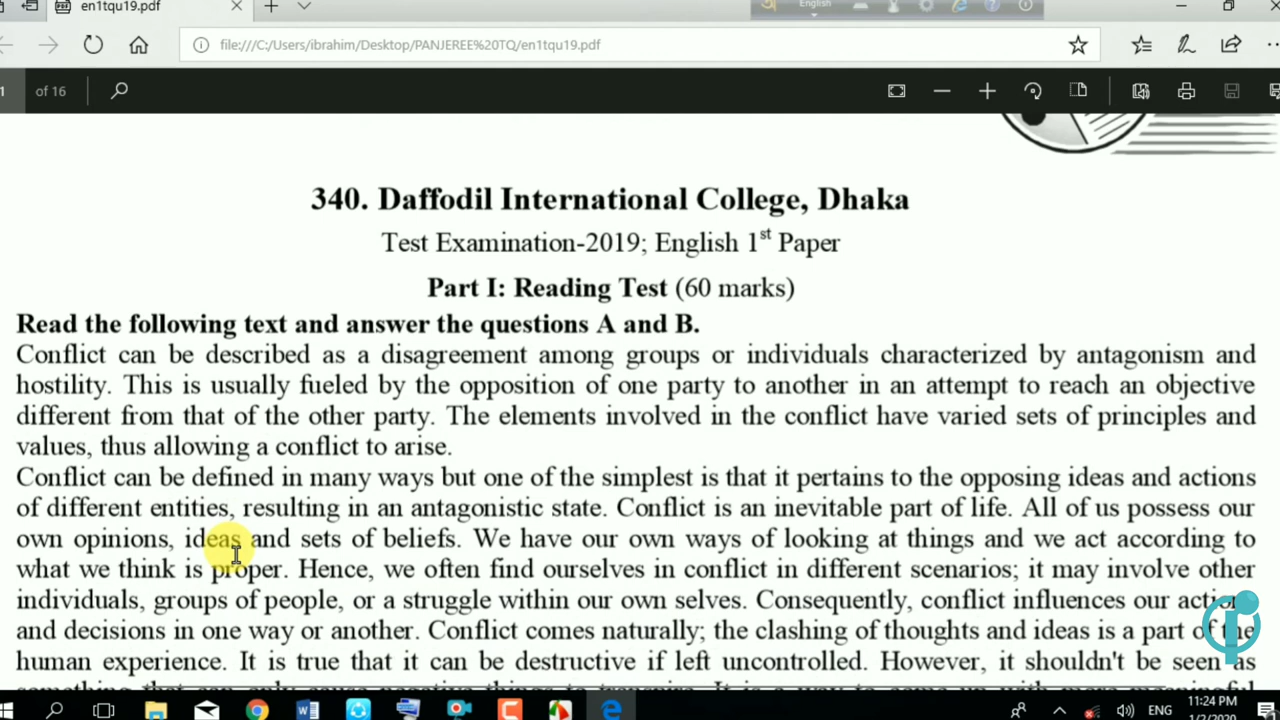 en1tqu19.pdf
English
file:///C:/Users/ibrahim/Desktop/PANJEREE%20TQ/en1tqu19.pdf
1 of 16
340. Daffodil International College, Dhaka
Test Examination-2019; English 1st Paper
Part I: Reading Test (60 marks)
Read the following text and answer the questions A and B.
Conflict can be described as a disagreement among groups or individuals characterized by antagonism and
hostility. This is usually fueled by the opposition of one party to another in an attempt to reach an objective
different from that of the other party. The elements involved in the conflict have varied sets of principles and
values, thus allowing a conflict to arise.
Conflict can be defined in many ways but one of the simplest is that it pertains to the opposing ideas and actions
of different entities, resulting in an antagonistic state. Conflict is an inevitable part of life. All of us possess our
own opinions, ideas and sets of beliefs. We have our own ways of looking at things and we act according to
what we think is proper. Hence, we often find ourselves in conflict in different scenarios; it may involve other
individuals, groups of people, or a struggle within our own selves. Consequently, conflict influences our actions
and decisions in one way or another. Conflict comes naturally; the clashing of thoughts and ideas is a part of the
human experience. It is true that it can be destructive if left uncontrolled. However, it shouldn't be seen as
ENG
11:24 PM
1/2/2020